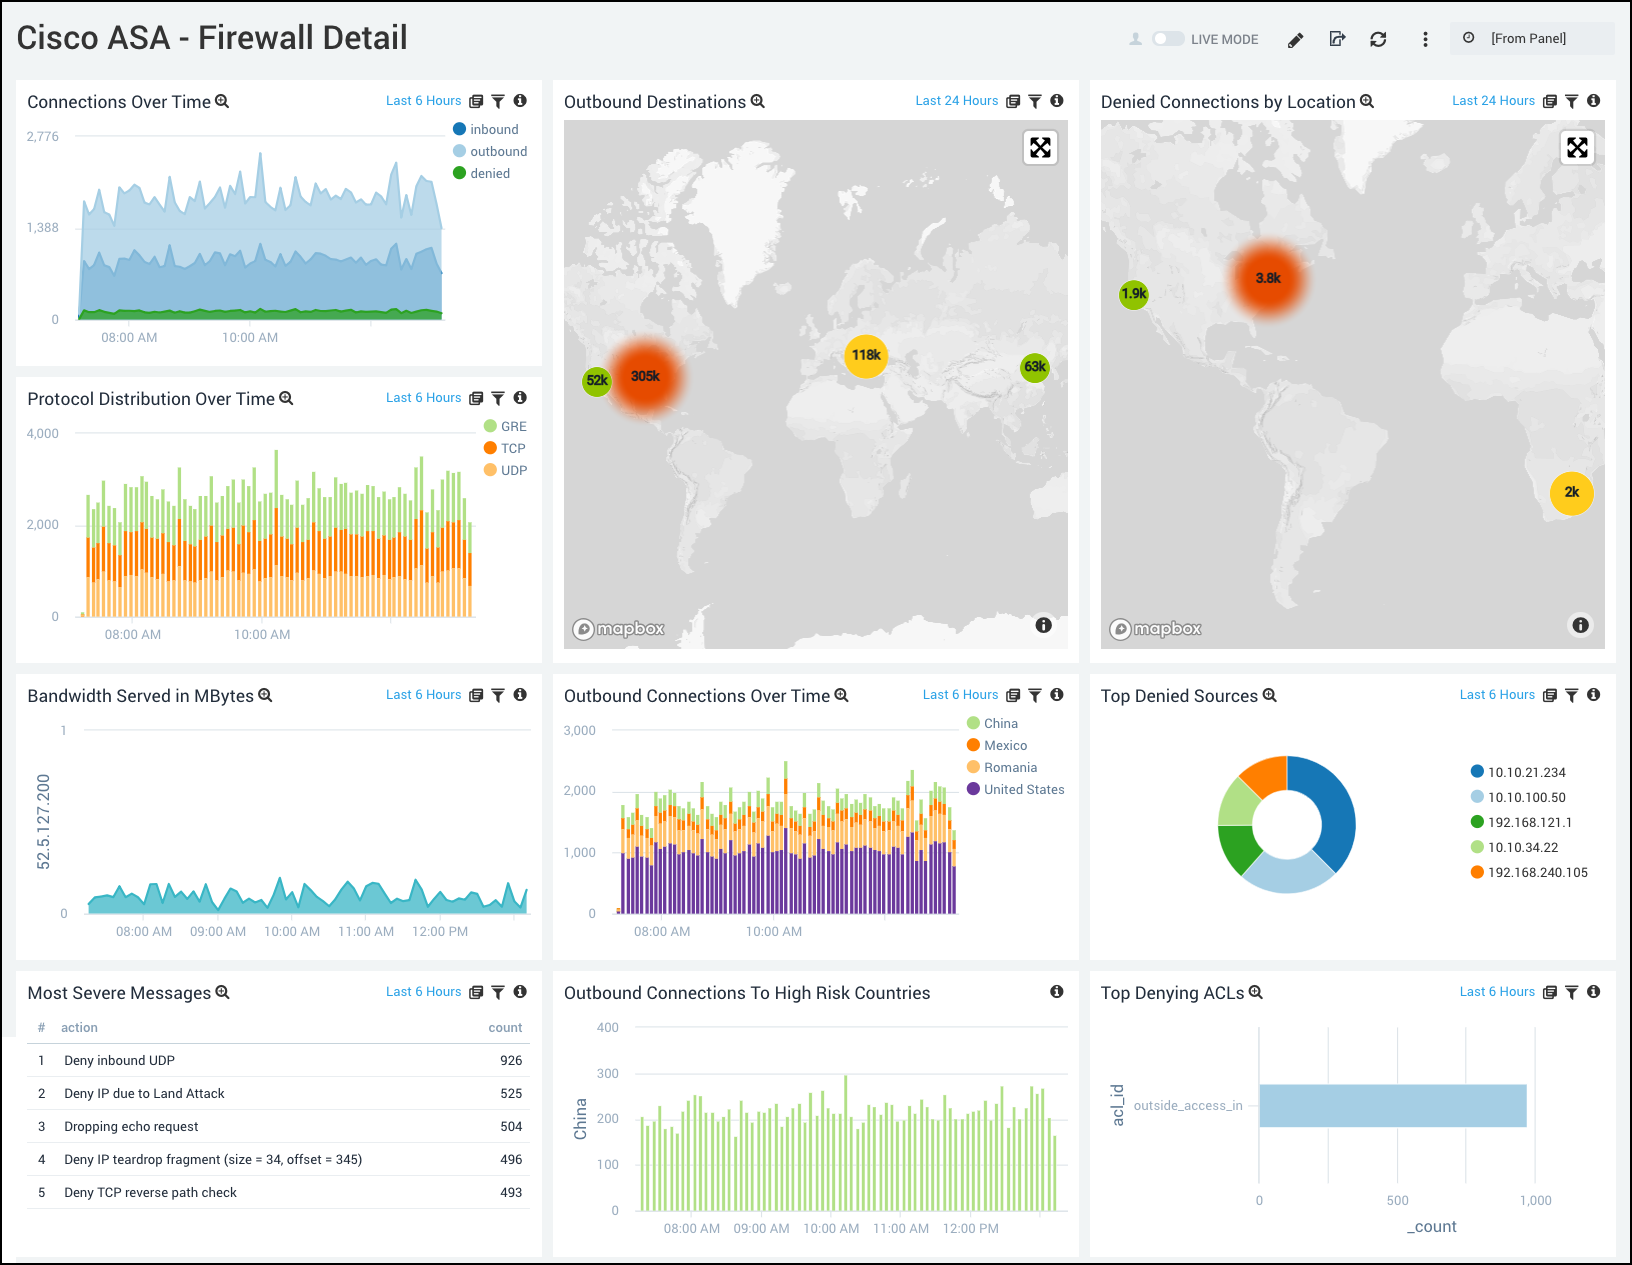 Cisco ASA - Firewall Detail
LIVE MODE
[From Panel]
Connections Over Time
Last 6 Hours
2,776
1,388
0
08:00 AM 10:00 AM
inbound
outbound
denied
Outbound Destinations
Last 24 Hours
52k
305k
118k
63k
mapbox
Denied Connections by Location
Last 24 Hours
1.9k
3.8k
2k
mapbox
Protocol Distribution Over Time
Last 6 Hours
4,000
2,000
0
08:00 AM 10:00 AM
GRE
TCP
UDP
Bandwidth Served in MBytes
Last 6 Hours
52.5.127.200
1
0
08:00 AM 09:00 AM 10:00 AM 11:00 AM 12:00 PM
Outbound Connections Over Time
Last 6 Hours
3,000
2,000
1,000
0
08:00 AM 10:00 AM
China
Mexico
Romania
United States
Top Denied Sources
Last 6 Hours
10.10.21.234
10.10.100.50
192.168.121.1
10.10.34.22
192.168.240.105
Most Severe Messages
Last 6 Hours
# action count
1 Deny inbound UDP 926
2 Deny IP due to Land Attack 525
3 Dropping echo request 504
4 Deny IP teardrop fragment (size = 34, offset = 345) 496
5 Deny TCP reverse path check 493
Outbound Connections To High Risk Countries
China
400
300
200
100
0
08:00 AM 09:00 AM 10:00 AM 11:00 AM 12:00 PM
Top Denying ACLs
Last 6 Hours
acl_id
outside_access_in
0 500 1,000
_count